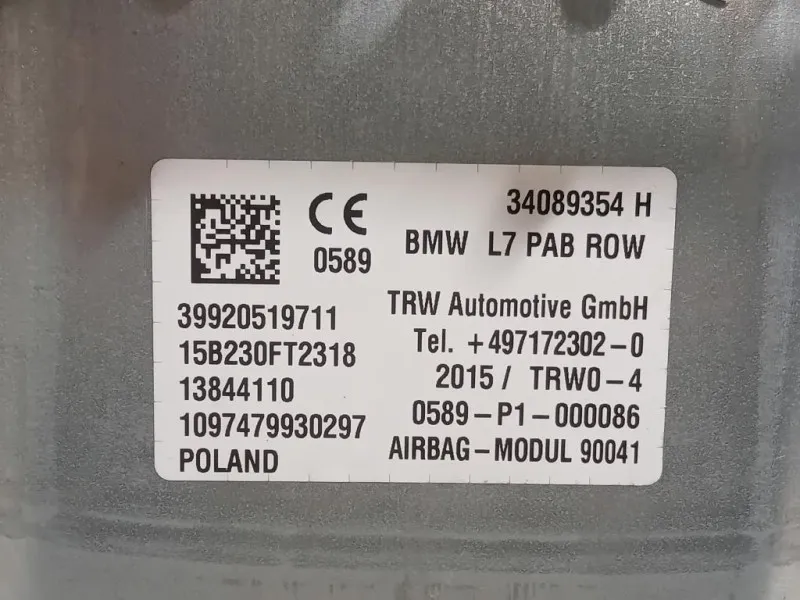 34089354 H
CE
0589
BMW L7 PAB ROW
39920519711
15B230FT2318
13844110
1097479930297
POLAND
TRW Automotive GmbH
Tel. +497172302-0
2015 / TRW0-4
0589-P1-000086
AIRBAG-MODUL 90041